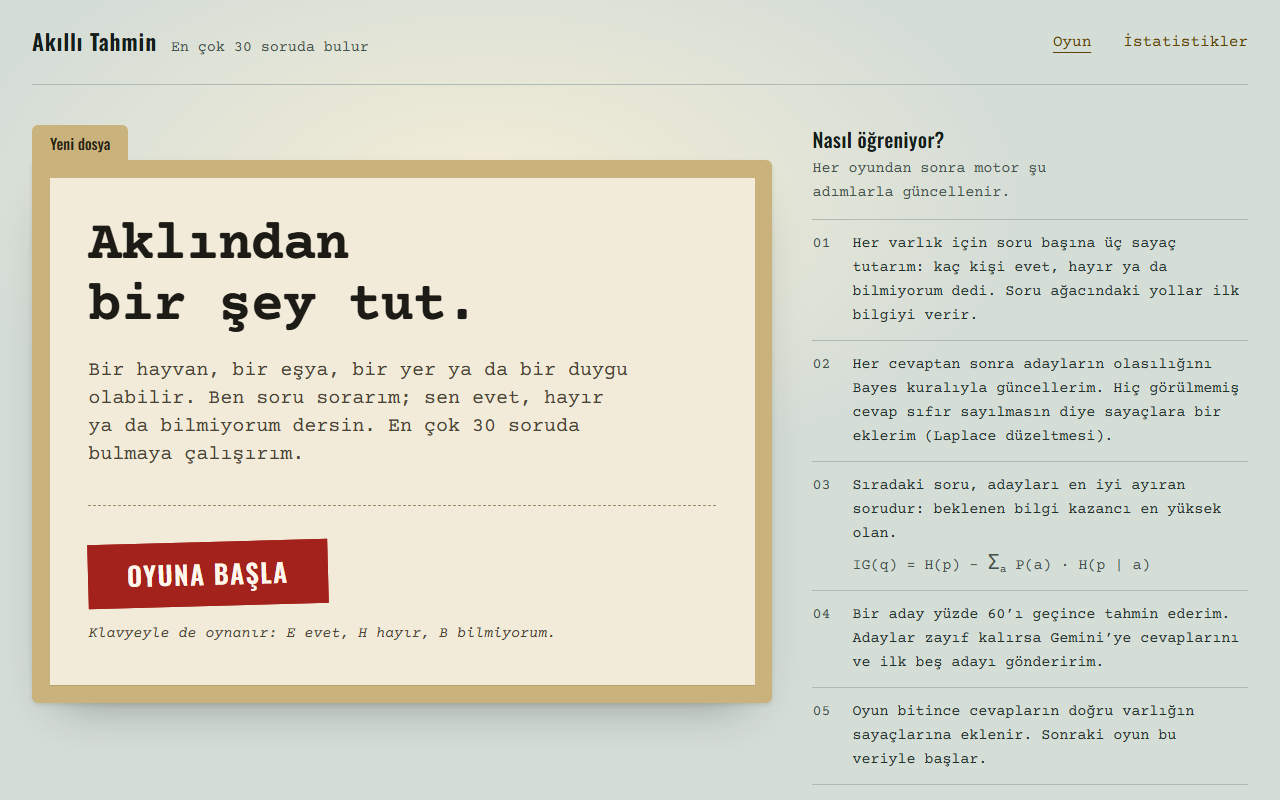 Akıllı Tahmin
En çok 30 soruda bulur
Oyun
İstatistikler
Yeni dosya
Aklından
bir şey tut.
Bir hayvan, bir eşya, bir yer ya da bir duygu
olabilir. Ben soru sorarım; sen evet, hayır
ya da bilmiyorum dersin. En çok 30 soruda
bulmaya çalışırım.
OYUNA BAŞLA
Klavyeyle de oynanır: E evet, H hayır, B bilmiyorum.
Nasıl öğreniyor?
Her oyundan sonra motor şu
adımlarla güncellenir.
01 Her varlık için soru başına üç sayaç
tutarım: kaç kişi evet, hayır ya da
bilmiyorum dedi. Soru ağacındaki yollar ilk
bilgiyi verir.
02 Her cevaptan sonra adayların olasılığını
Bayes kuralıyla güncellerim. Hiç görülmemiş
cevap sıfır sayılmasın diye sayaçlara bir
eklerim (Laplace düzeltmesi).
03 Sıradaki soru, adayları en iyi ayıran
sorudur: beklenen bilgi kazancı en yüksek
olan.
IG(q) = H(p) − Σa P(a) · H(p | a)
04 Bir aday yüzde 60’ı geçince tahmin ederim.
Adaylar zayıf kalırsa Gemini’ye cevaplarını
ve ilk beş adayı gönderirim.
05 Oyun bitince cevapların doğru varlığın
sayaçlarına eklenir. Sonraki oyun bu
veriyle başlar.